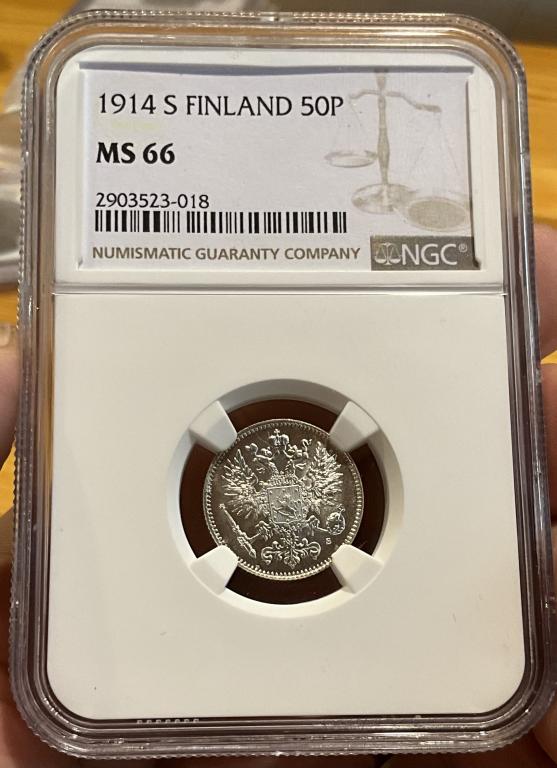 1914 S FINLAND 50P
MS 66
2903523-018
NUMISMATIC GUARANTY COMPANY NGC®
S